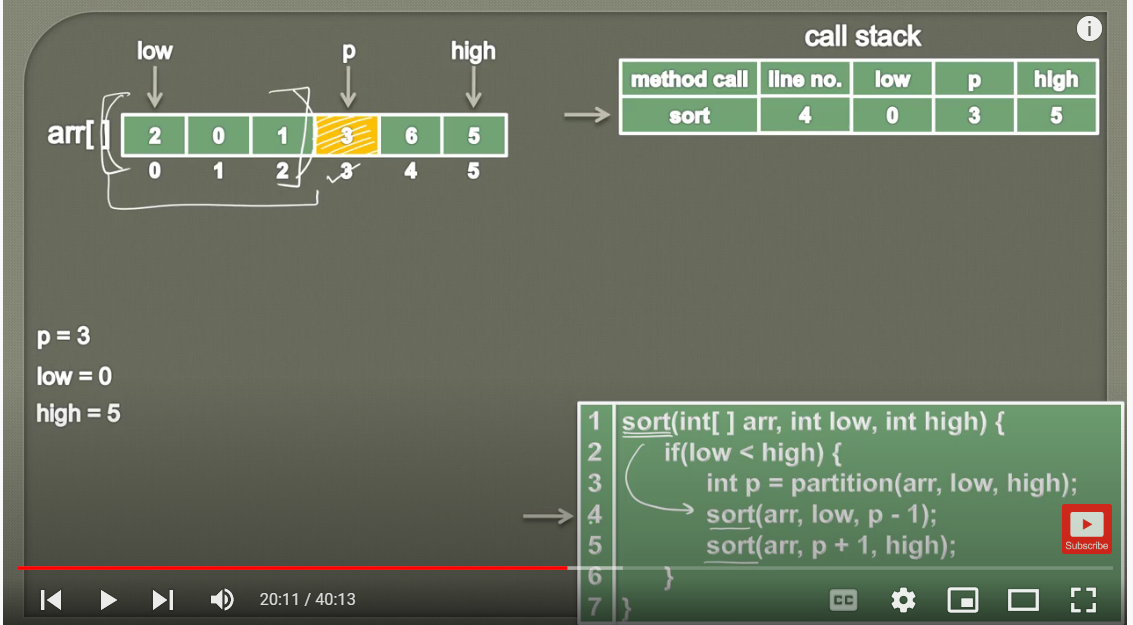 call stack
low p high
method call line no. low p high
sort 4 0 3 5
arr[ ] 2 0 1 3 6 5
0 1 2 3 4 5
p = 3
low = 0
high = 5
1 sort(int[ ] arr, int low, int high) {
2 if(low < high) {
3 int p = partition(arr, low, high);
4 sort(arr, low, p - 1);
5 sort(arr, p + 1, high);
6 }
7 }
Subscribe
20:11 / 40:13
CC